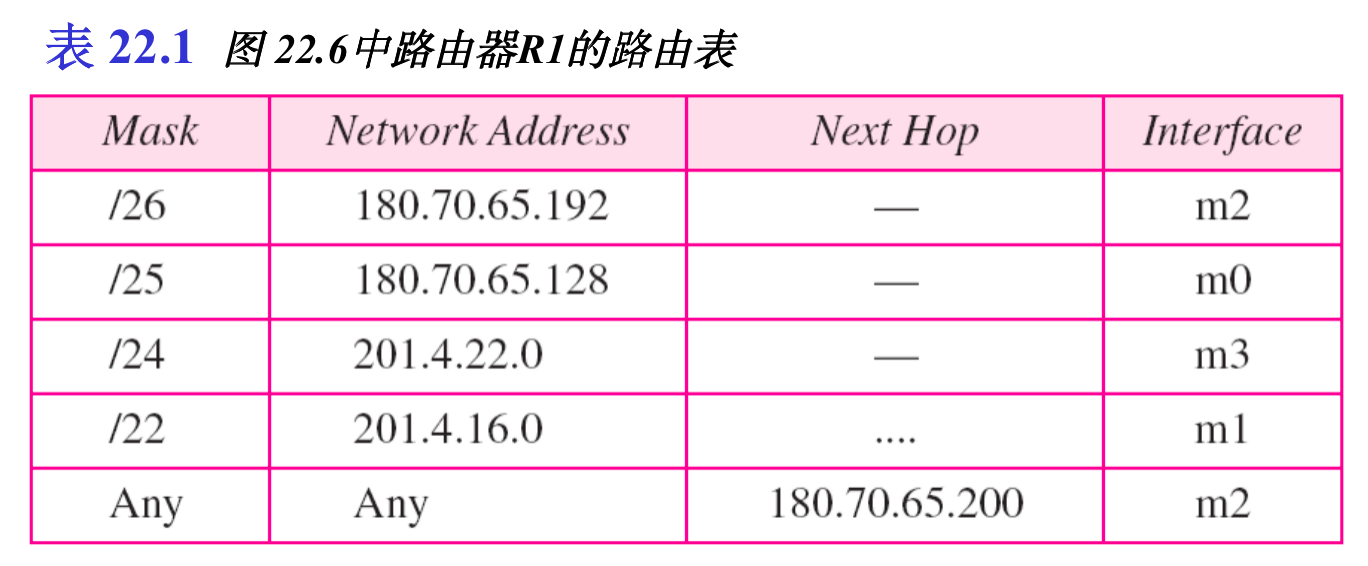 表 22.1 图 22.6中路由器R1的路由表
Mask Network Address Next Hop Interface
/26 180.70.65.192 — m2
/25 180.70.65.128 — m0
/24 201.4.22.0 — m3
/22 201.4.16.0 .... m1
Any Any 180.70.65.200 m2